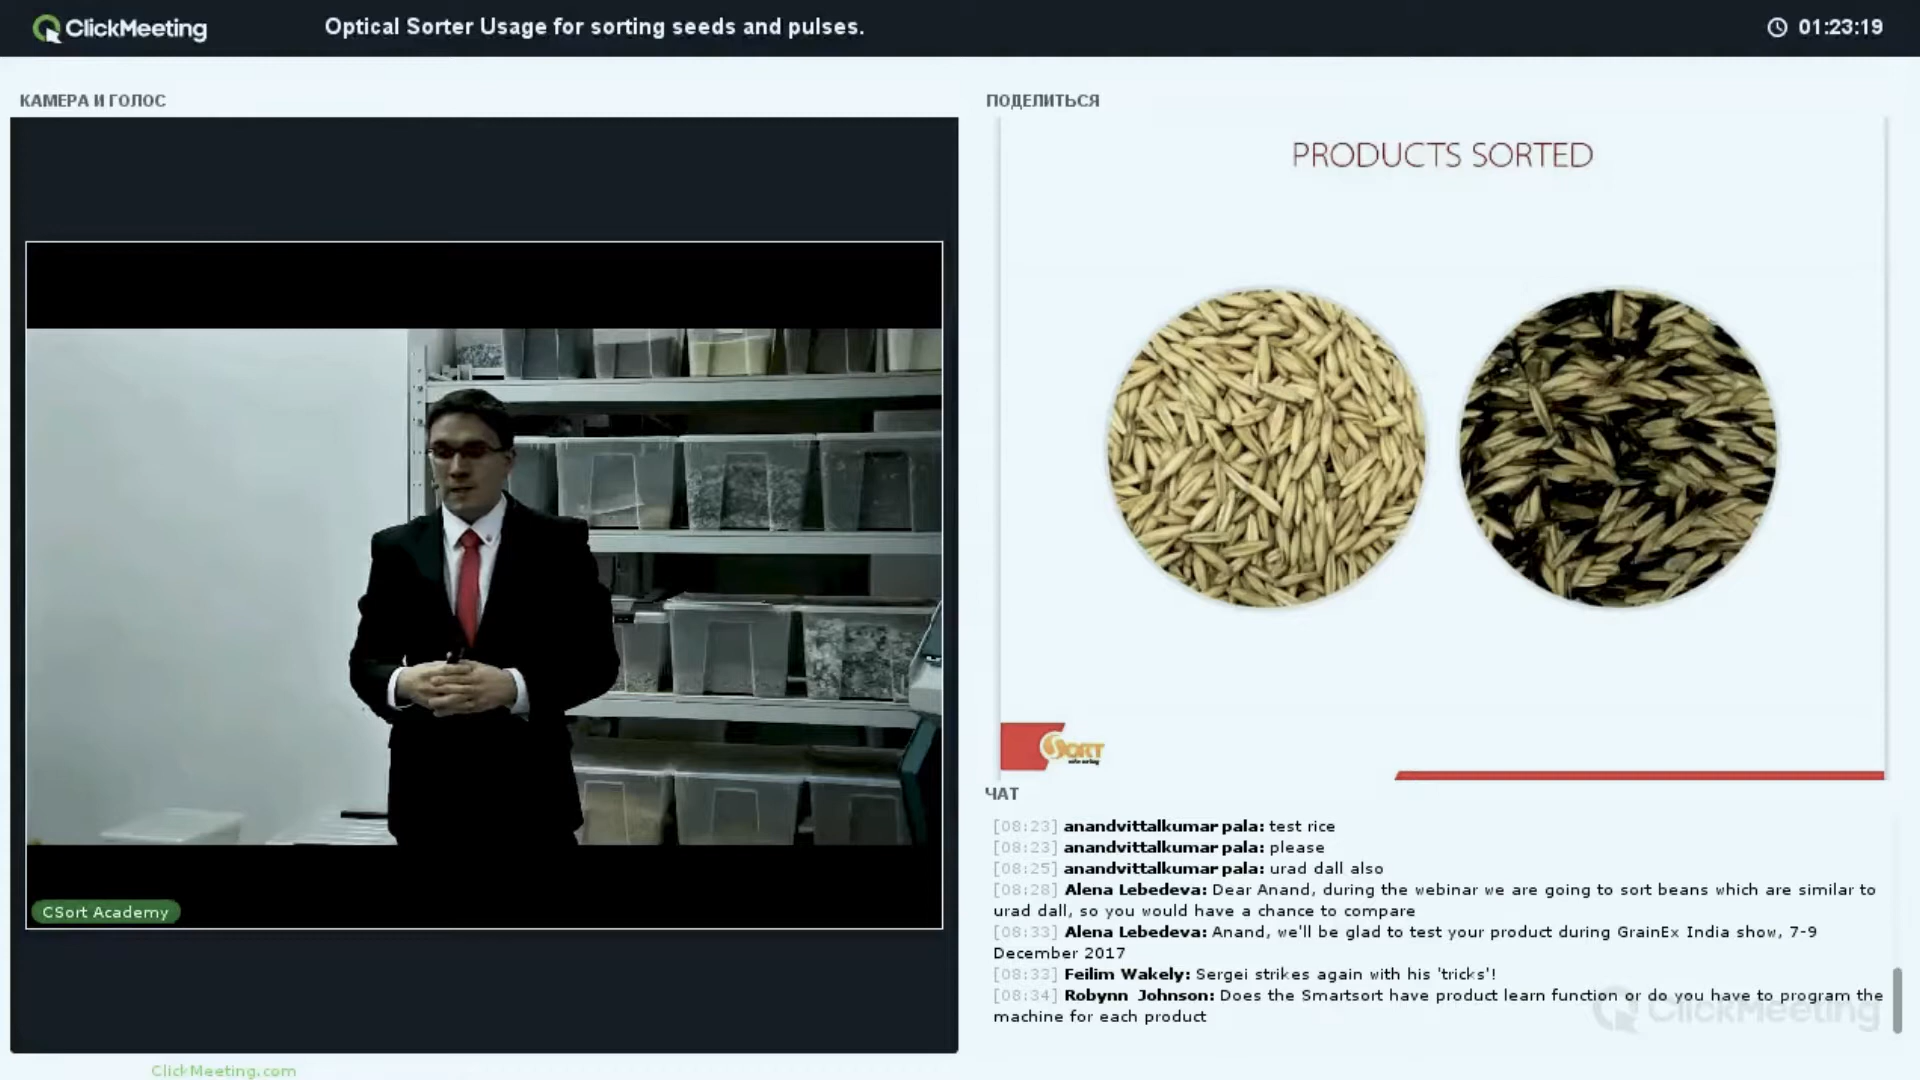 ClickMeeting
Optical Sorter Usage for sorting seeds and pulses.
01:23:19
КАМЕРА И ГОЛОС
CSort Academy
ClickMeeting.com
ПОДЕЛИТЬСЯ
PRODUCTS SORTED
SORT
ЧАТ
[08:23] anandvittalkumar pala: test rice
[08:23] anandvittalkumar pala: please
[08:25] anandvittalkumar pala: urad dall also
[08:28] Alena Lebedeva: Dear Anand, during the webinar we are going to sort beans which are similar to
urad dall, so you would have a chance to compare
[08:33] Alena Lebedeva: Anand, we'll be glad to test your product during GrainEx India show, 7-9
December 2017
[08:33] Feilim Wakely: Sergei strikes again with his 'tricks'!
[08:34] Robynn Johnson: Does the Smartsort have product learn function or do you have to program the
machine for each product
ClickMeeting